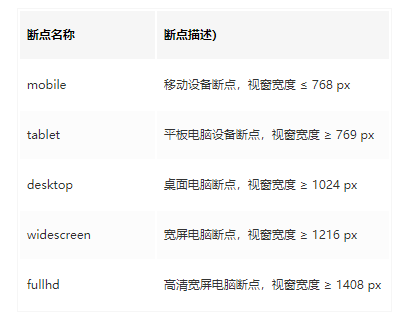 断点名称 断点描述)
mobile 移动设备断点，视窗宽度 ≤ 768 px
tablet 平板电脑设备断点，视窗宽度 ≥ 769 px
desktop 桌面电脑断点，视窗宽度 ≥ 1024 px
widescreen 宽屏电脑断点，视窗宽度 ≥ 1216 px
fullhd 高清宽屏电脑断点，视窗宽度 ≥ 1408 px